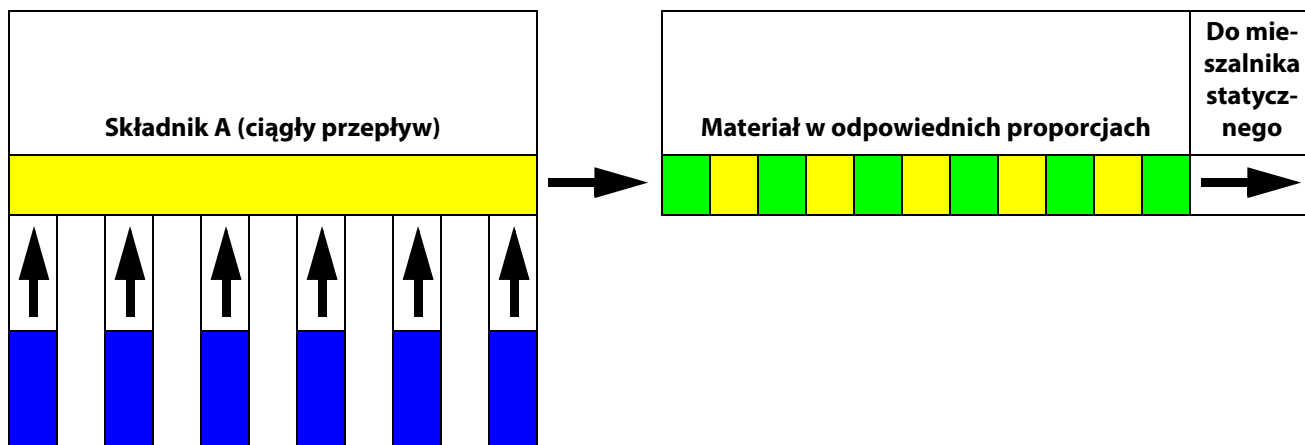 Składnik A (ciągły przepływ)
Materiał w odpowiednich proporcjach
Do mie-
szalnika
statycz-
nego